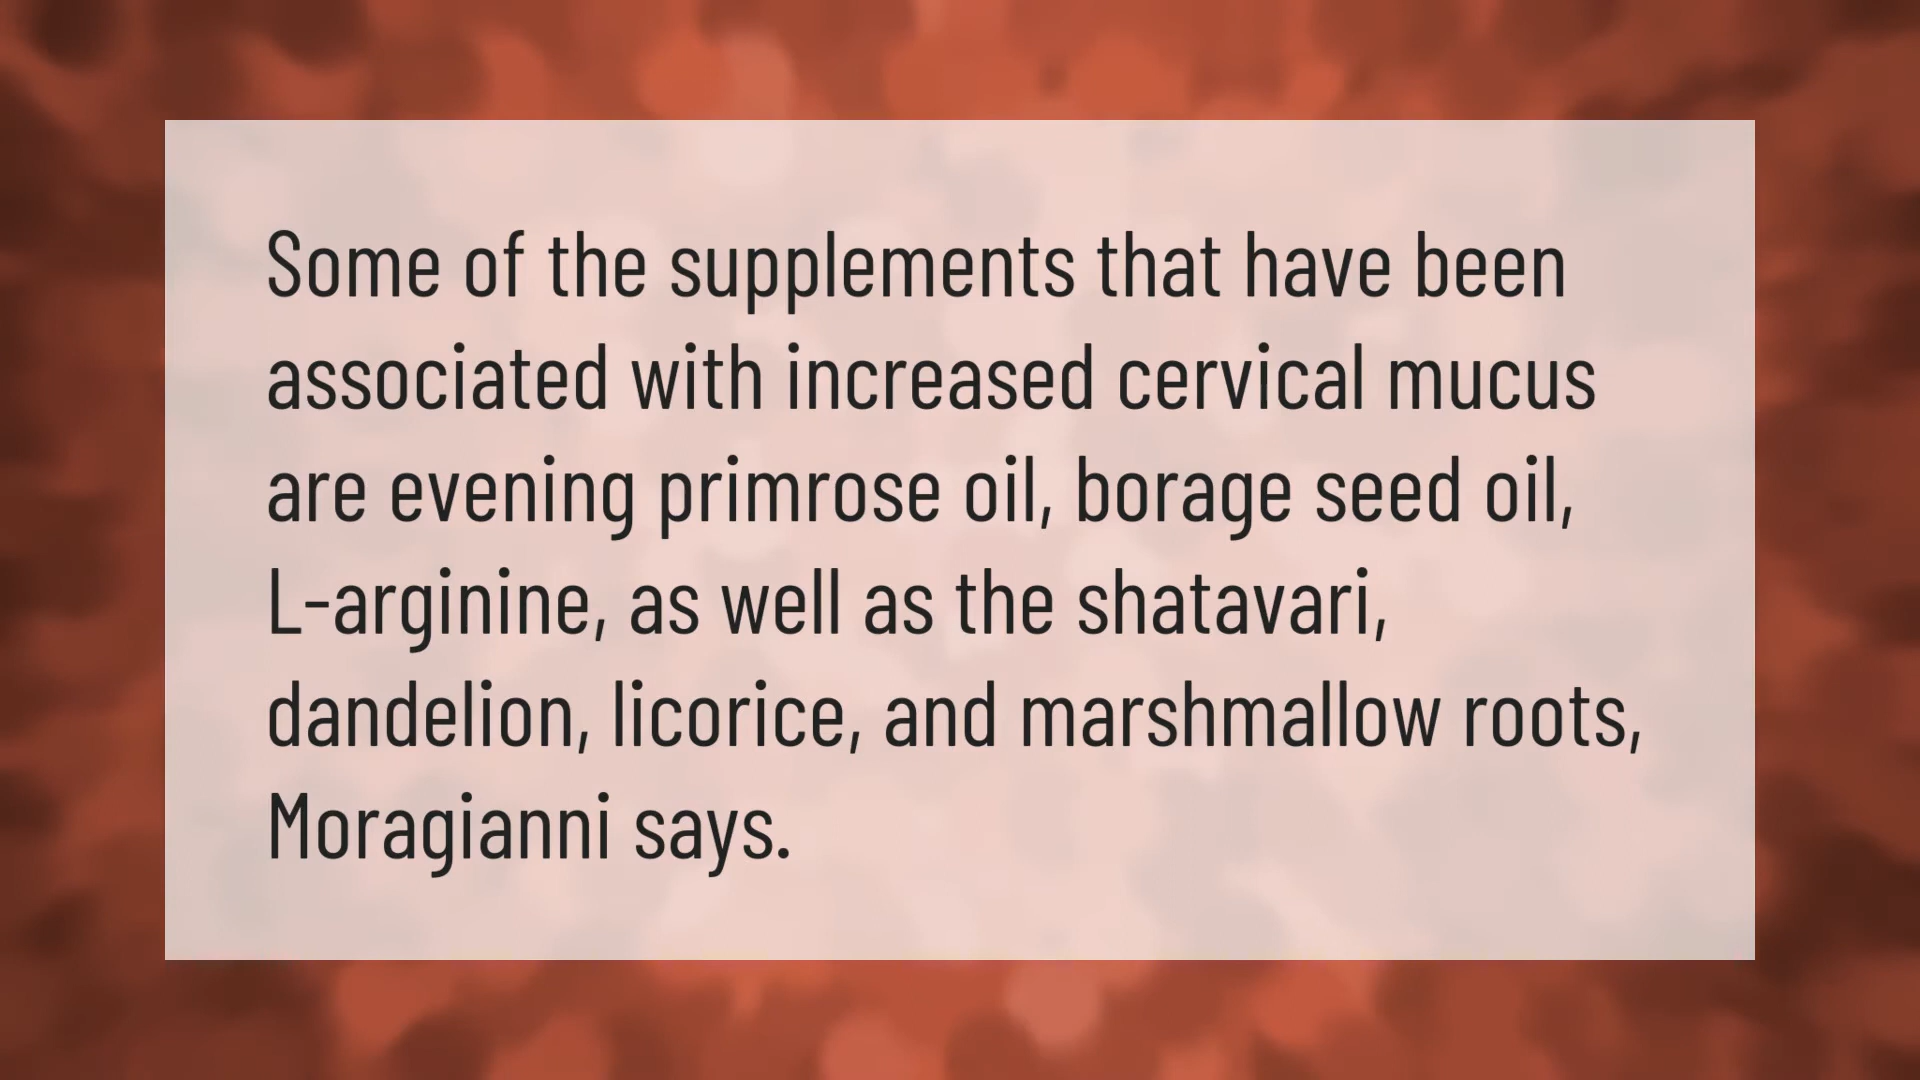 Some of the supplements that have been
associated with increased cervical mucus
are evening primrose oil, borage seed oil,
L-arginine, as well as the shatavari,
dandelion, licorice, and marshmallow roots,
Moragianni says.